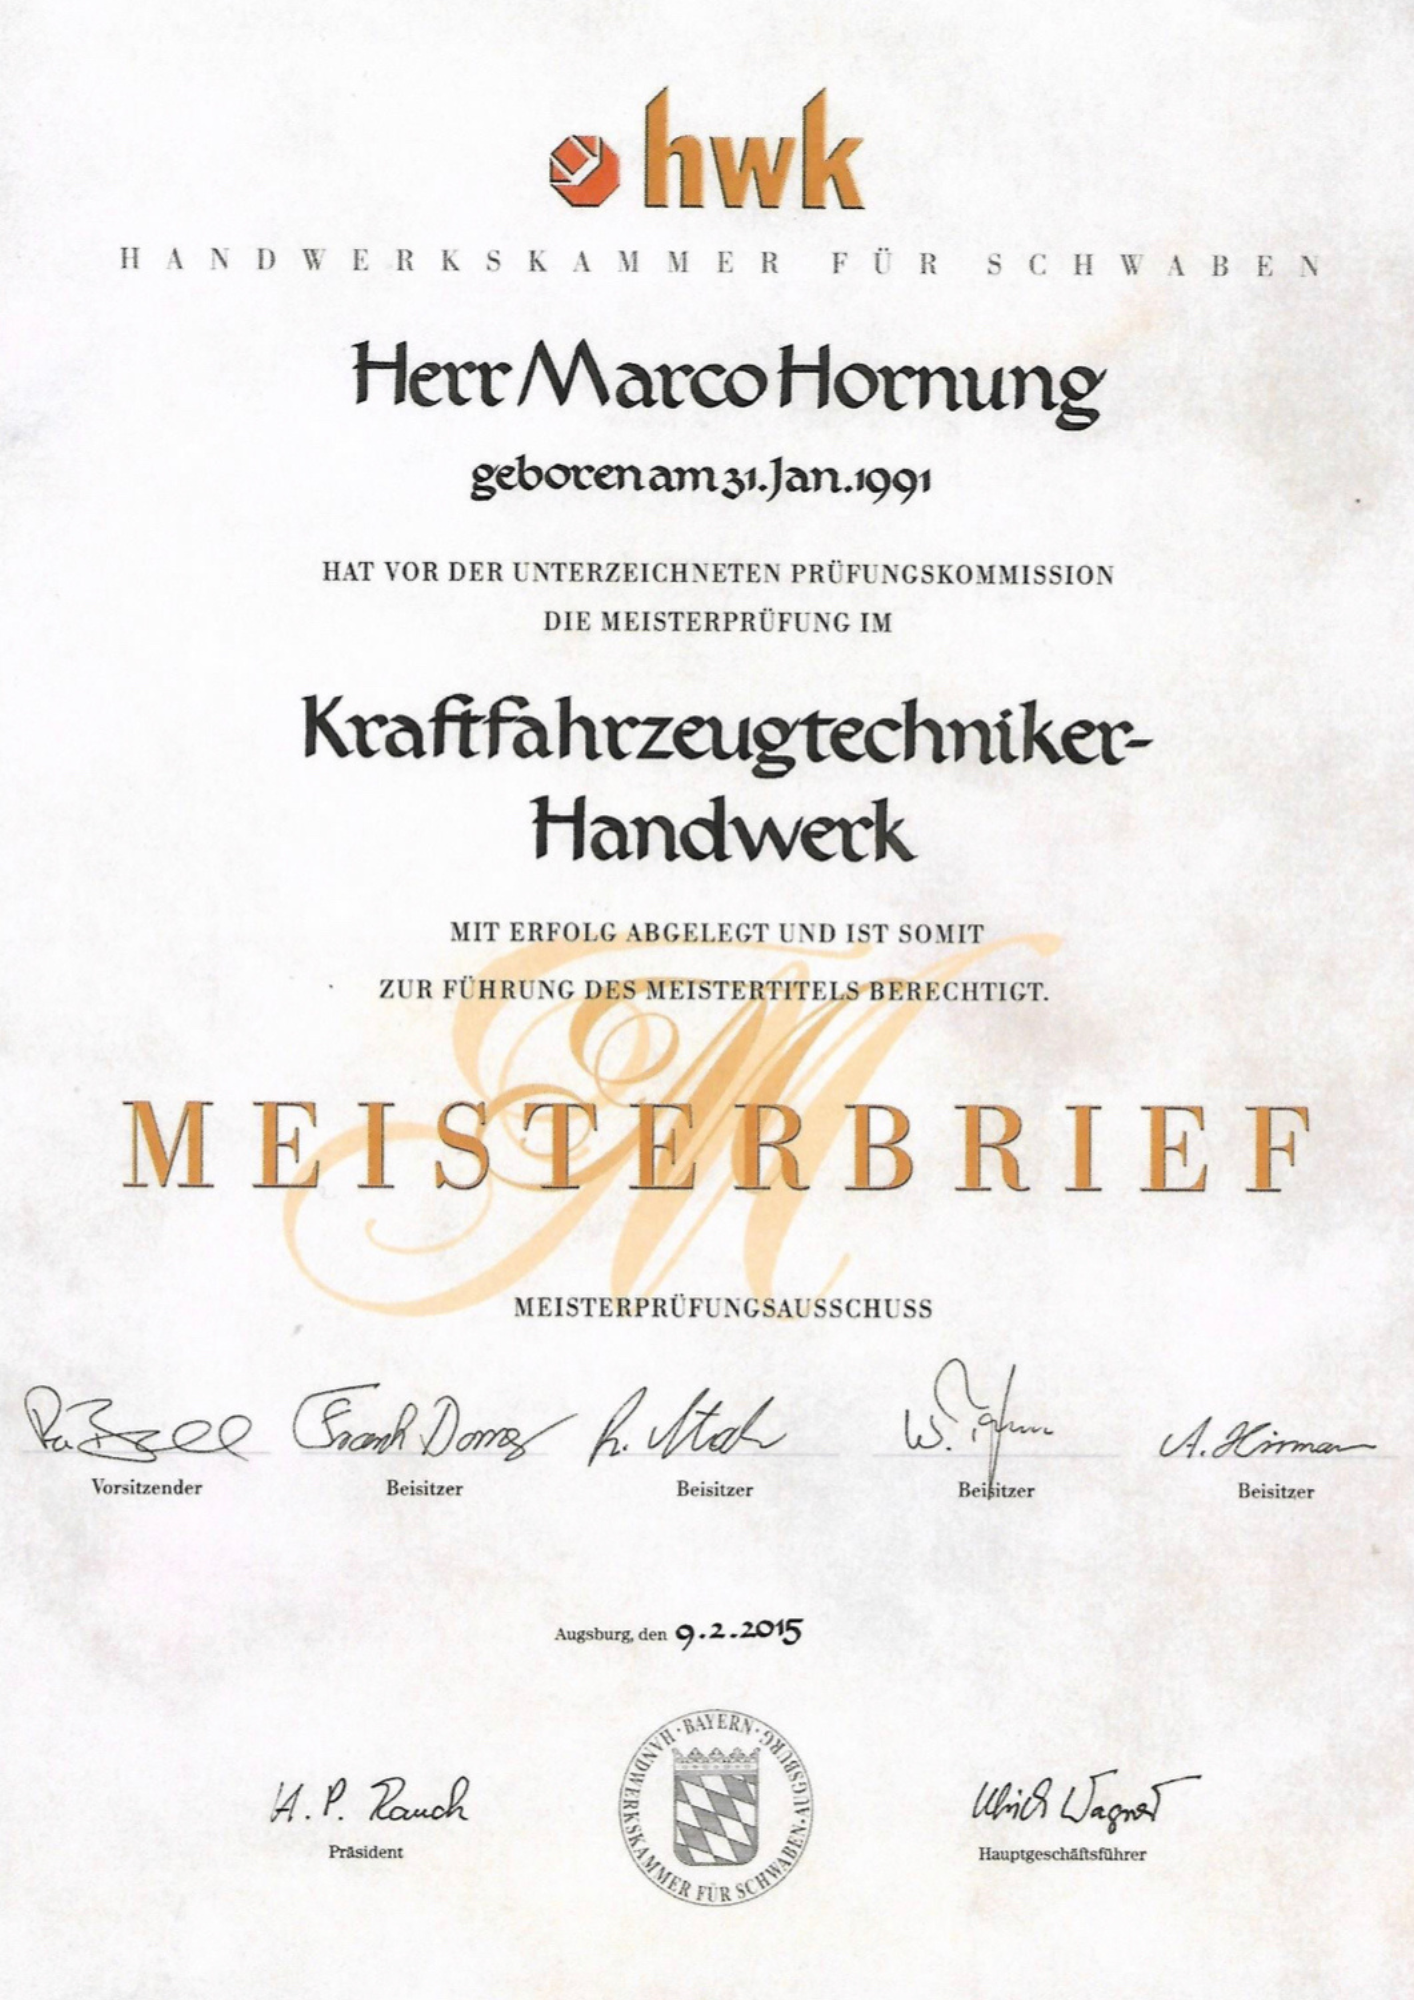 hwk
HANDWERKSKAMMER FÜR SCHWABEN
Herr Marco Hornung
geboren am 31. Jan. 1991
HAT VOR DER UNTERZEICHNETEN PRÜFUNGSKOMMISSION
DIE MEISTERPRÜFUNG IM
Kraftfahrzeugtechniker-
Handwerk
MIT ERFOLG ABGELEGT UND IST SOMIT
ZUR FÜHRUNG DES MEISTERTITELS BERECHTIGT.
M
MEISTERBRIEF
MEISTERPRÜFUNGSAUSSCHUSS
Frank
Vorsitzender Beisitzer Beisitzer Beisitzer Beisitzer
Augsburg, den 9.2.2015
HANDWERKSKAMMER FÜR SCHWABEN · AUGSBURG · BAYERN ·
H. P. Rauch Ulrich Wagner
Präsident Hauptgeschäftsführer